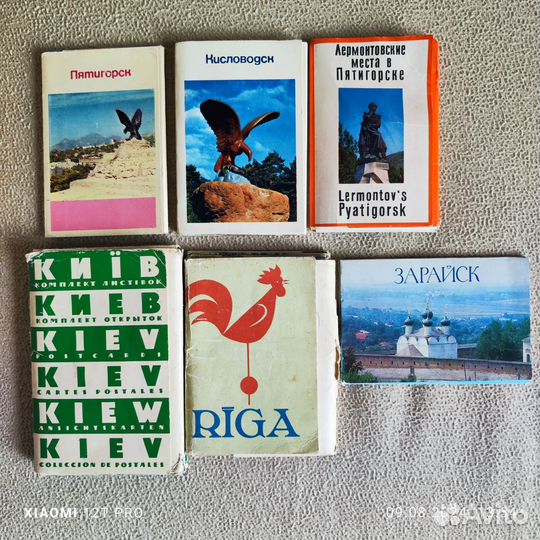 Пятигорск
Кисловодск
Лермонтовские
места в
Пятигорске
Lermontov's
Pyatigorsk
КИЇВ
КОМПЛЕКТ ЛИСТІВОК
КИЕВ
КОМПЛЕКТ ОТКРЫТОК
KIEV
POSTCARDS
KIEV
CARTES POSTALES
KIEW
ANSICHTSKARTEN
KIEV
COLECCION DE POSTALES
RĪGA
ЗАРАЙСК
XIAOMI 12T PRO
Avito